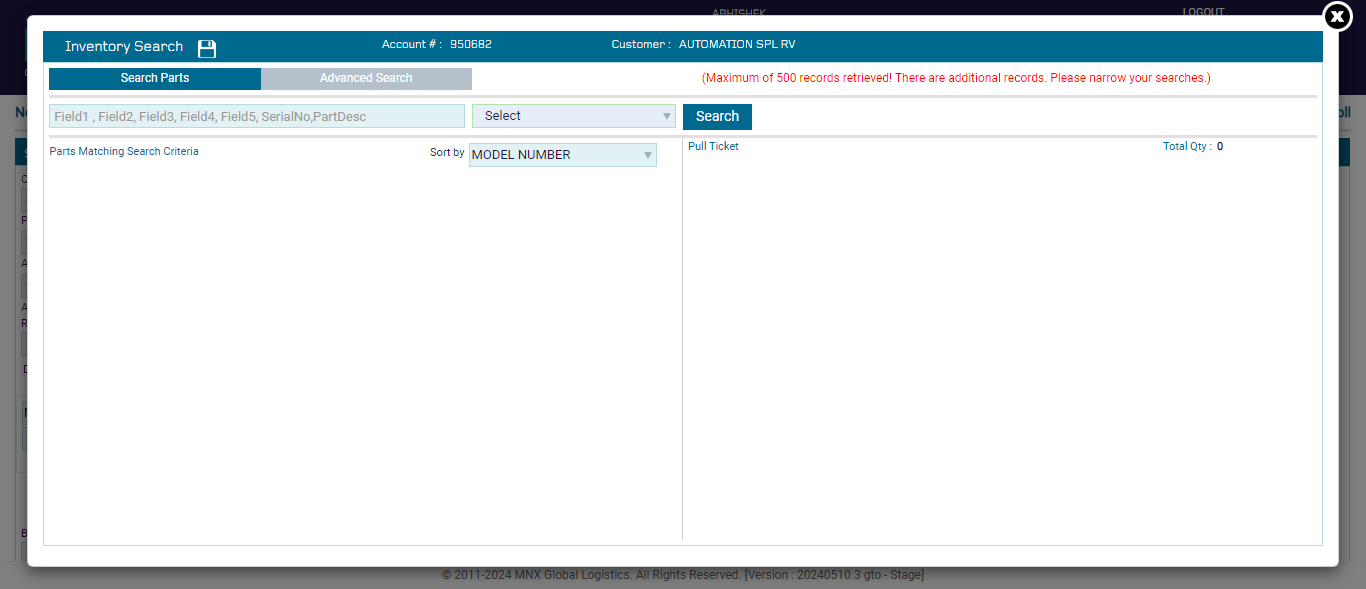 ABHISHEK
LOGOUT
Inventory Search
Account # : 950682
Customer : AUTOMATION SPL RV
Search Parts
Advanced Search
(Maximum of 500 records retrieved! There are additional records. Please narrow your searches.)
Field1 , Field2, Field3, Field4, Field5, SerialNo,PartDesc
Select
Search
Parts Matching Search Criteria
Sort by
MODEL NUMBER
Pull Ticket
Total Qty : 0
© 2011-2024 MNX Global Logistics. All Rights Reserved. [Version : 20240510.3 gto - Stage]